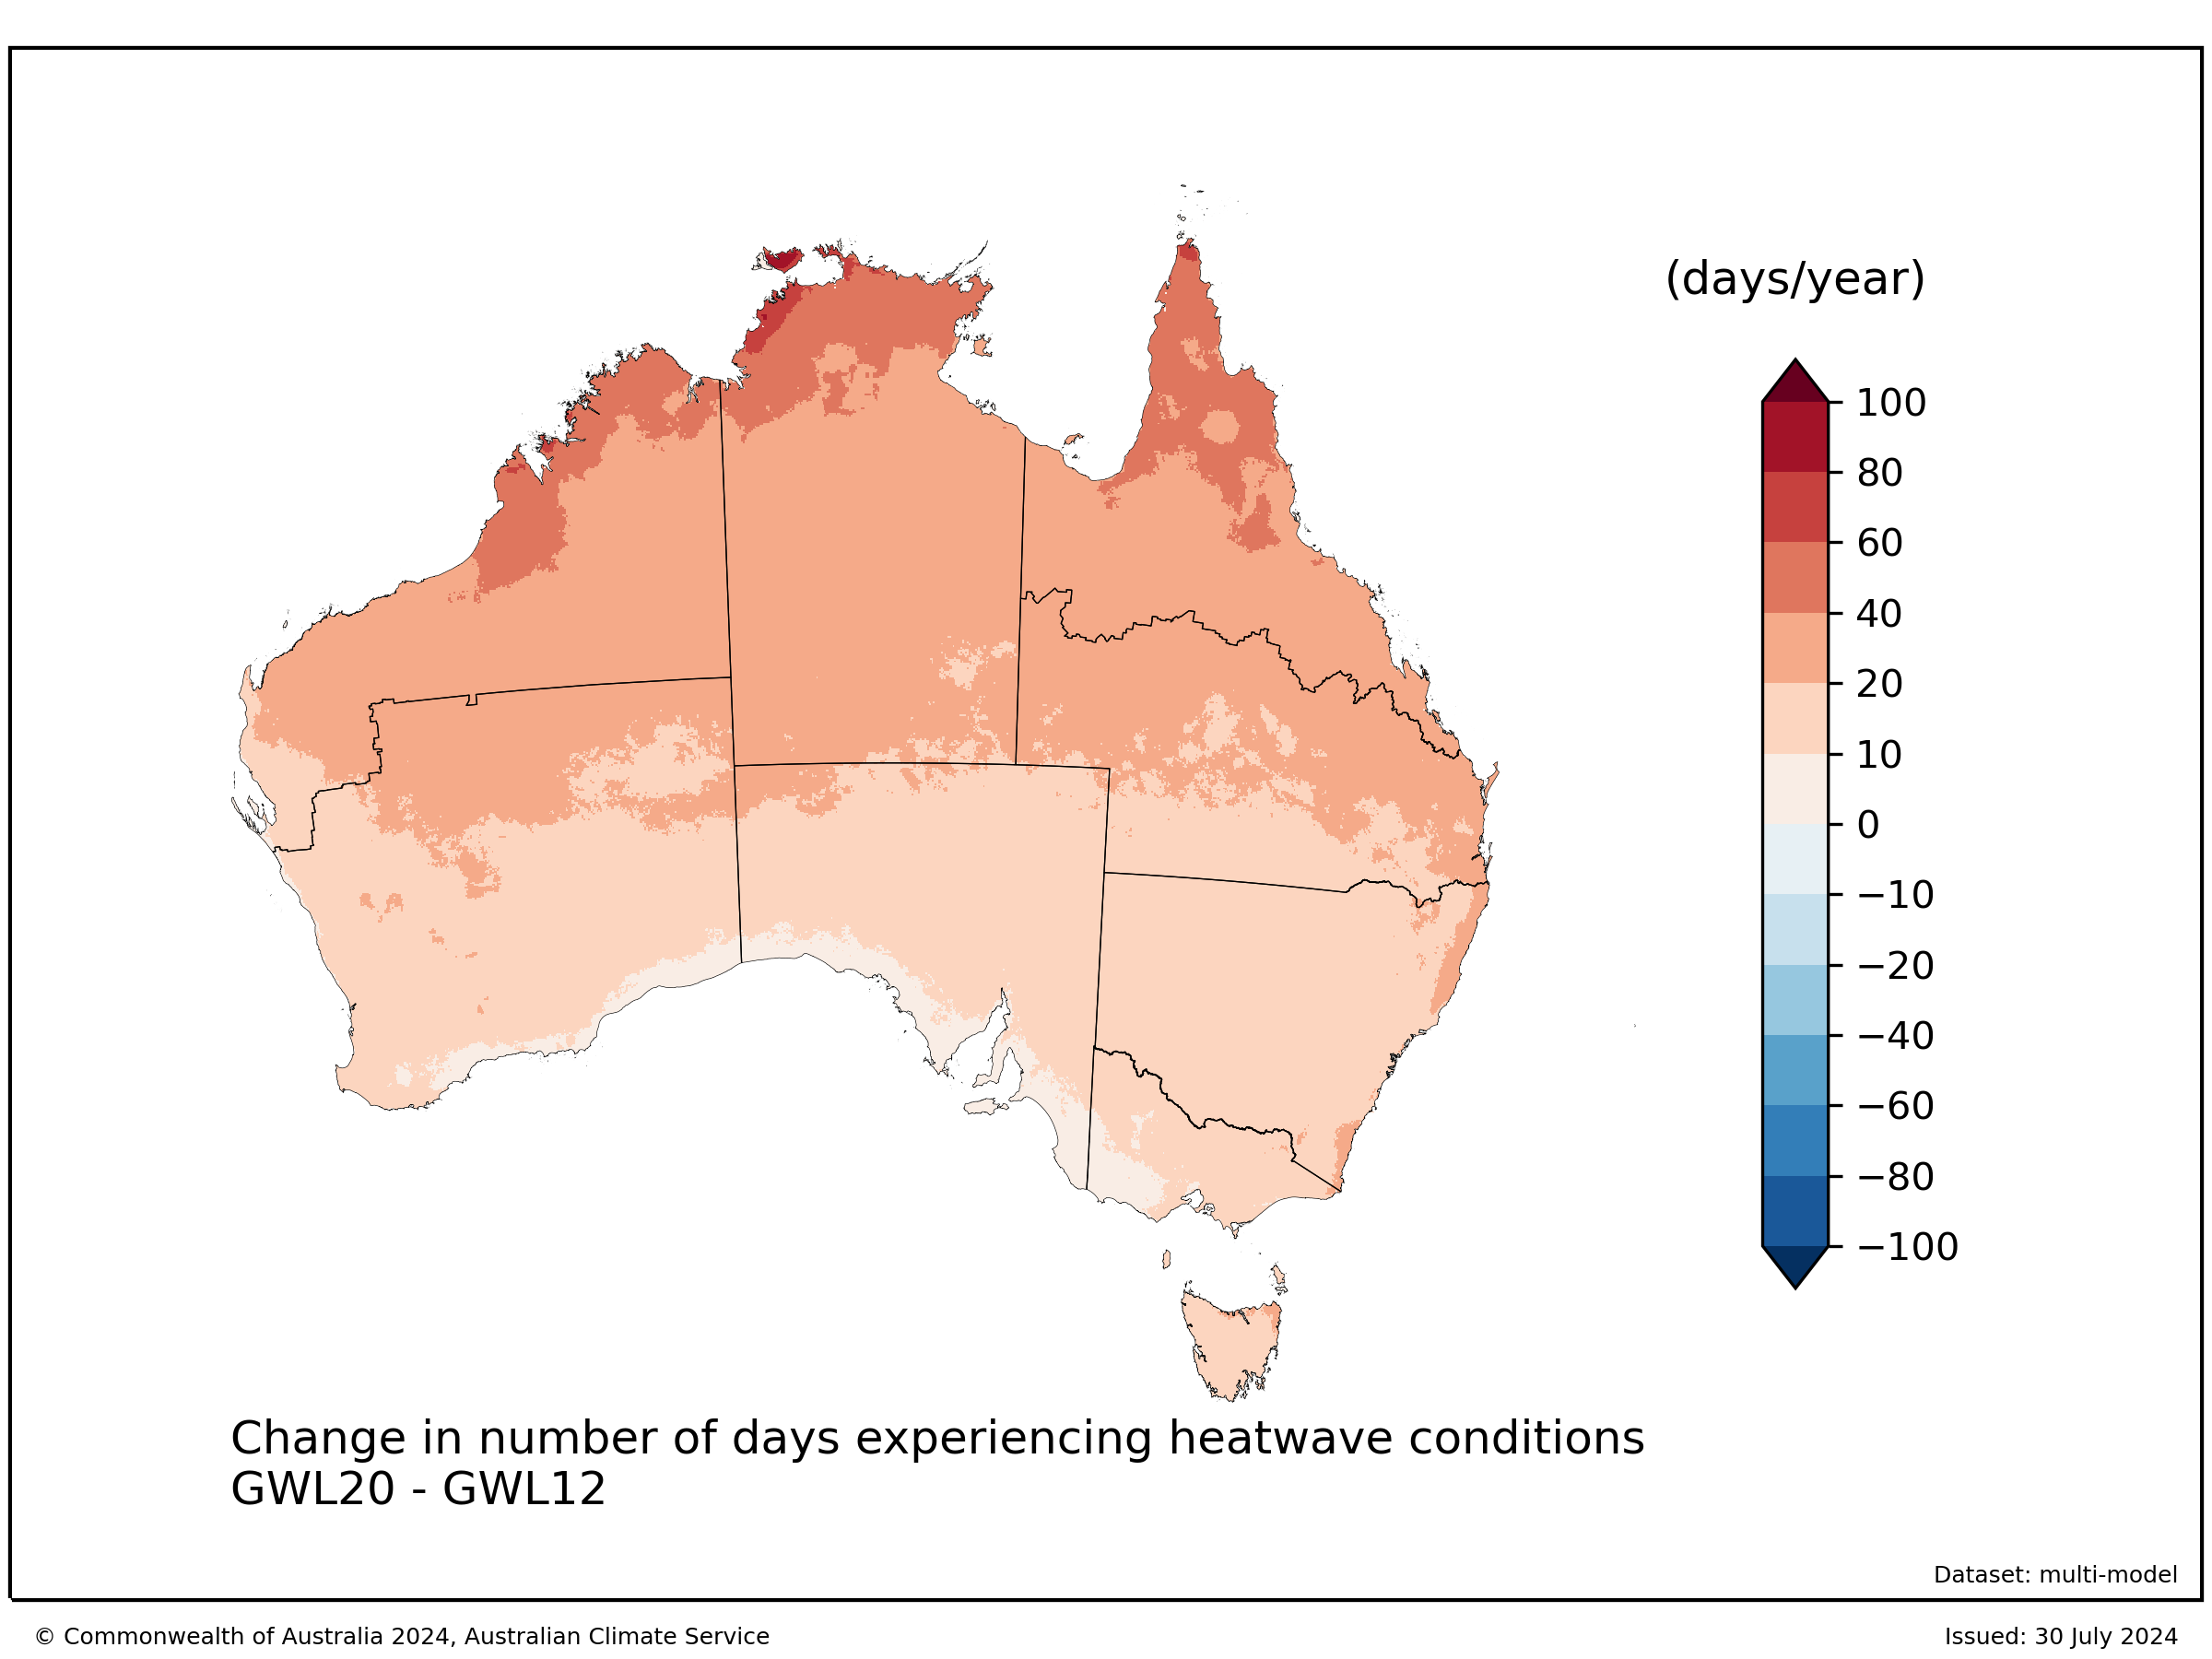 (days/year)
100
80
60
40
20
10
0
−10
−20
−40
−60
−80
−100
Change in number of days experiencing heatwave conditions
GWL20 - GWL12
Dataset: multi-model
© Commonwealth of Australia 2024, Australian Climate Service
Issued: 30 July 2024